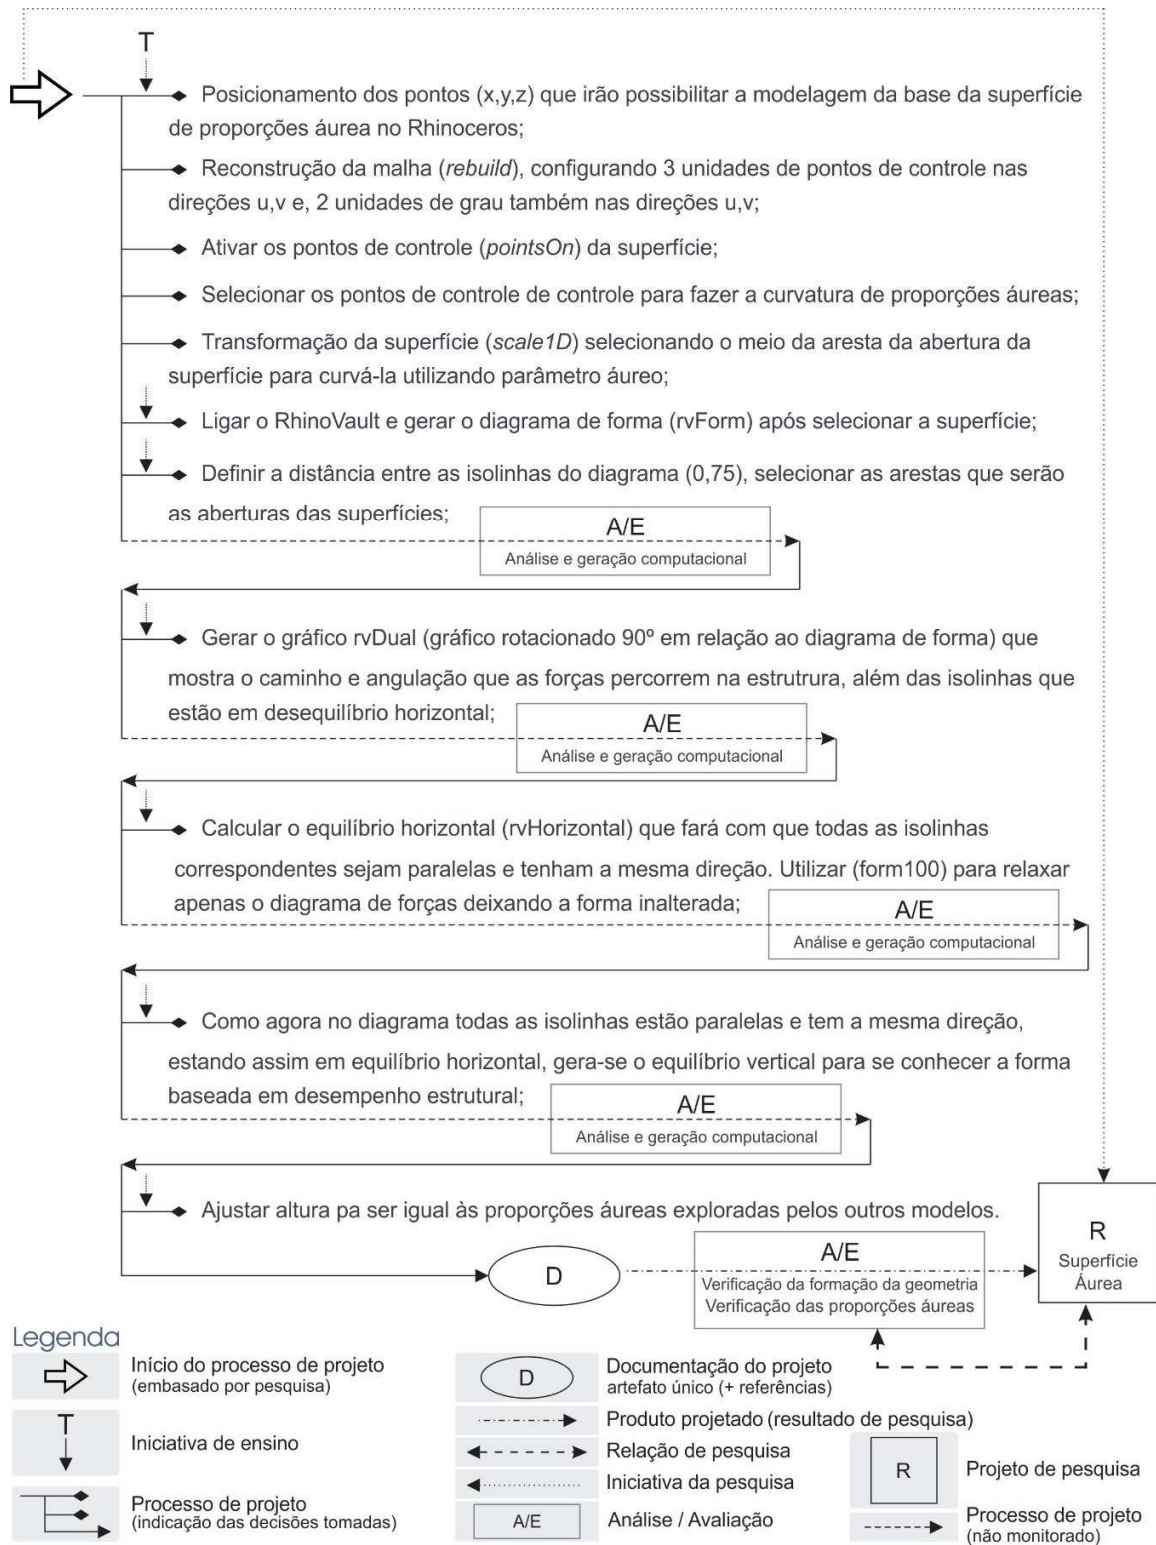 T
Posicionamento dos pontos (x,y,z) que irão possibilitar a modelagem da base da superfície
de proporções áurea no Rhinoceros;
Reconstrução da malha (rebuild), configurando 3 unidades de pontos de controle nas
direções u,v e, 2 unidades de grau também nas direções u,v;
Ativar os pontos de controle (pointsOn) da superfície;
Selecionar os pontos de controle de controle para fazer a curvatura de proporções áureas;
Transformação da superfície (scale1D) selecionando o meio da aresta da abertura da
superfície para curvá-la utilizando parâmetro áureo;
Ligar o RhinoVault e gerar o diagrama de forma (rvForm) após selecionar a superfície;
Definir a distância entre as isolinhas do diagrama (0,75), selecionar as arestas que serão
as aberturas das superfícies;
A/E
Análise e geração computacional
Gerar o gráfico rvDual (gráfico rotacionado 90º em relação ao diagrama de forma) que
mostra o caminho e angulação que as forças percorrem na estrutrura, além das isolinhas que
estão em desequilíbrio horizontal;
A/E
Análise e geração computacional
Calcular o equilíbrio horizontal (rvHorizontal) que fará com que todas as isolinhas
correspondentes sejam paralelas e tenham a mesma direção. Utilizar (form100) para relaxar
apenas o diagrama de forças deixando a forma inalterada;
A/E
Análise e geração computacional
Como agora no diagrama todas as isolinhas estão paralelas e tem a mesma direção,
estando assim em equilíbrio horizontal, gera-se o equilíbrio vertical para se conhecer a forma
baseada em desempenho estrutural;
A/E
Análise e geração computacional
Ajustar altura pa ser igual às proporções áureas exploradas pelos outros modelos.
D
A/E
Verificação da formação da geometria
Verificação das proporções áureas
R
Superfície
Áurea
Legenda
Início do processo de projeto
(embasado por pesquisa)
T
Iniciativa de ensino
Processo de projeto
(indicação das decisões tomadas)
D
Documentação do projeto
artefato único (+ referências)
Produto projetado (resultado de pesquisa)
Relação de pesquisa
Iniciativa da pesquisa
A/E
Análise / Avaliação
R
Projeto de pesquisa
Processo de projeto
(não monitorado)